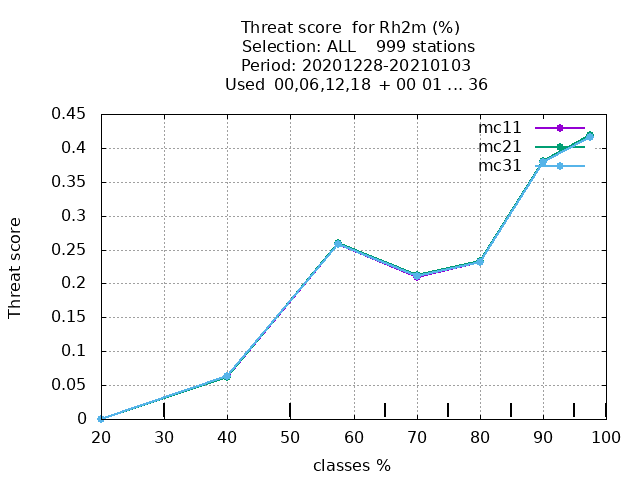 Threat score  for Rh2m (%)
Selection: ALL    999 stations
Period: 20201228-20210103
Used  00,06,12,18  + 00 01 ... 36
mc11
mc21
mc31
0.45
0.4
0.35
0.3
0.25
0.2
0.15
0.1
0.05
0
Threat score
20 30 40 50 60 70 80 90 100
classes %